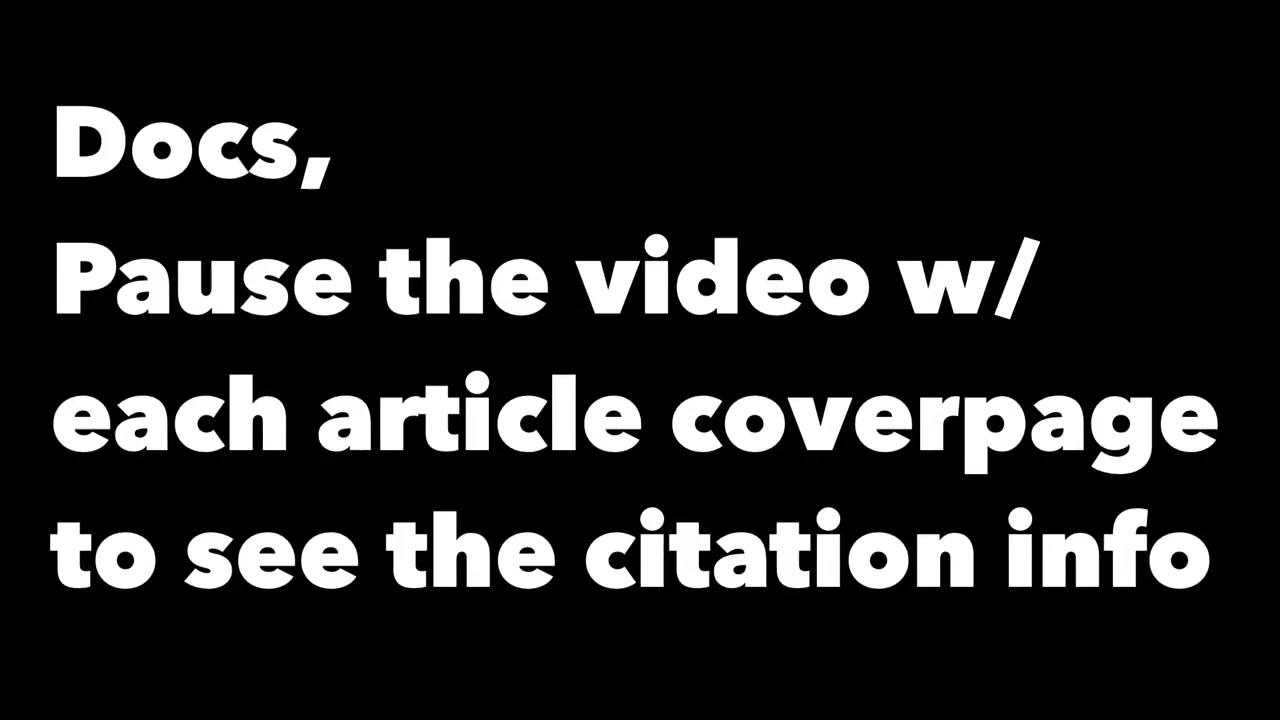 Docs,
Pause the video w/
each article coverpage
to see the citation info